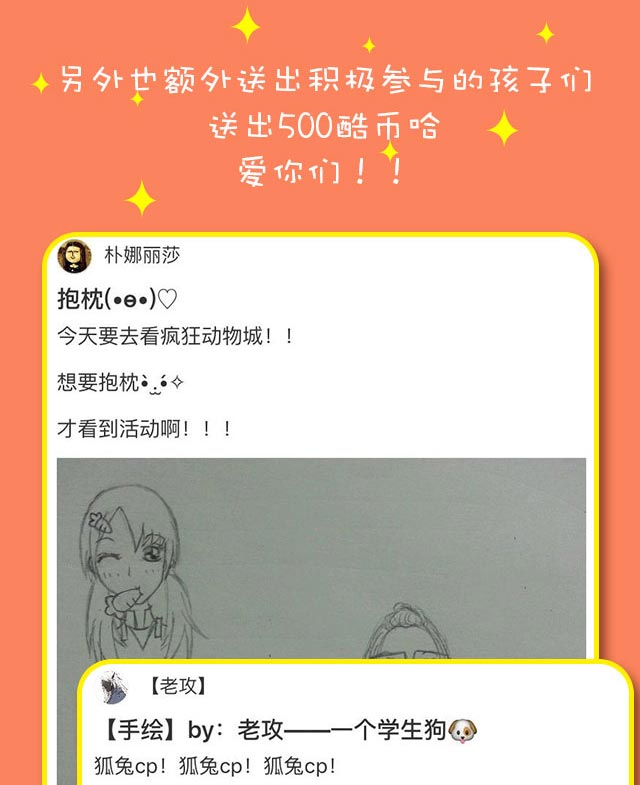 另外也额外送出积极参与的孩子们
送出500酷币哈
爱你们！！
朴娜丽莎
抱枕(•ө•)♡
今天要去看疯狂动物城！！
想要抱枕•̀.̫•́✧
才看到活动啊！！！
【老攻】
【手绘】by：老攻——一个学生狗🐶
狐兔cp！狐兔cp！狐兔cp！